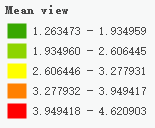 Mean view
1.263473 - 1.934959
1.934960 - 2.606445
2.606446 - 3.277931
3.277932 - 3.949417
3.949418 - 4.620903